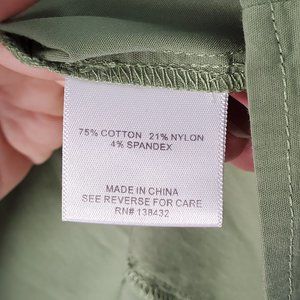 75% COTTON 21% NYLON
4% SPANDEX
MADE IN CHINA
SEE REVERSE FOR CARE
RN# 138432